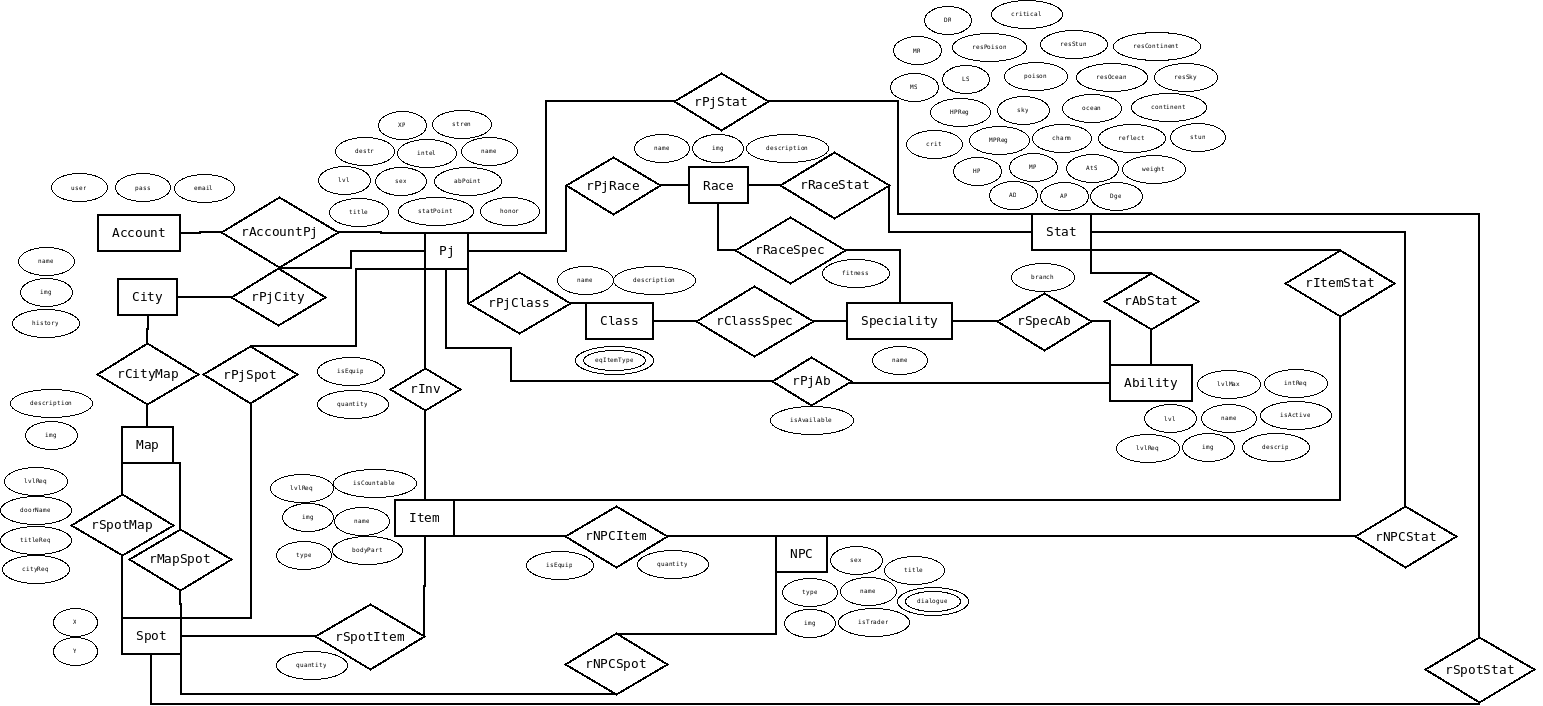 DR
critical
MR
resPoison
resStun
resContinent
MS
LS
poison
resOcean
resSky
HPReg
sky
ocean
continent
crit
MPReg
charm
reflect
stun
HP
MP
AtS
weight
AD
AP
Dge
rPjStat
XP
stren
destr
intel
name
lvl
sex
abPoint
title
statPoint
honor
name
img
description
user
pass
email
rPjRace
Race
rRaceStat
Account
rAccountPj
Pj
Stat
rRaceSpec
name
img
history
City
rPjCity
rPjClass
name
description
fitness
branch
rItemStat
rAbStat
Class
rClassSpec
Speciality
rSpecAb
eqItemType
name
rCityMap
rPjSpot
isEquip
quantity
rInv
rPjAb
isAvailable
Ability
lvlMax
intReq
lvl
name
isActive
lvlReq
img
descrip
description
img
Map
lvlReq
doorName
titleReq
cityReq
rSpotMap
rMapSpot
lvlReq
isCountable
img
name
type
bodyPart
Item
rNPCItem
isEquip
quantity
NPC
sex
title
type
name
dialogue
img
isTrader
rNPCStat
X
Y
Spot
rSpotItem
quantity
rNPCSpot
rSpotStat